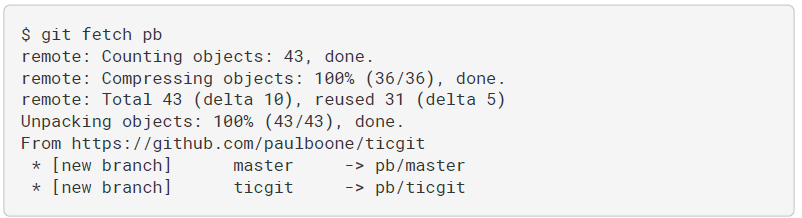 $ git fetch pb
remote: Counting objects: 43, done.
remote: Compressing objects: 100% (36/36), done.
remote: Total 43 (delta 10), reused 31 (delta 5)
Unpacking objects: 100% (43/43), done.
From https://github.com/paulboone/ticgit
 * [new branch]      master     -> pb/master
 * [new branch]      ticgit     -> pb/ticgit